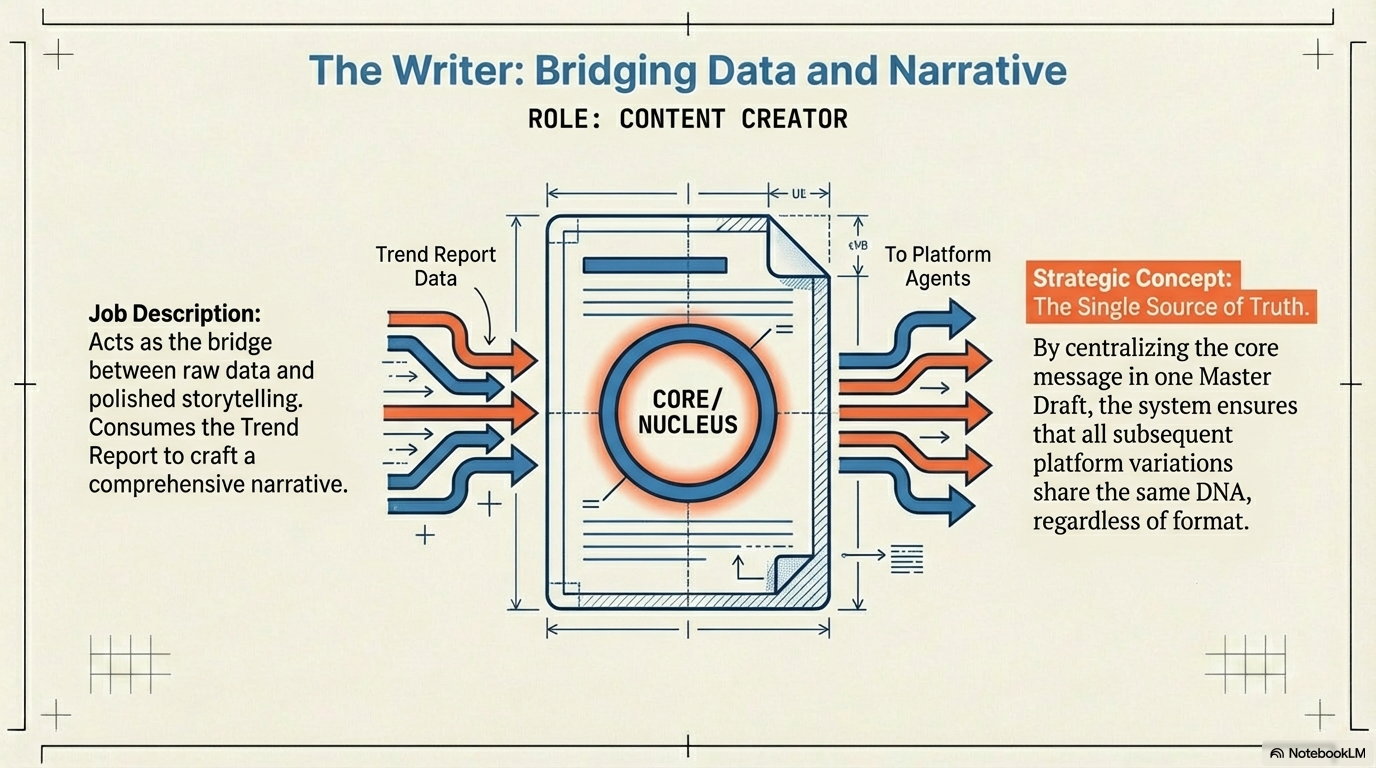 The Writer: Bridging Data and Narrative
ROLE: CONTENT CREATOR
Job Description:
Acts as the bridge
between raw data and
polished storytelling.
Consumes the Trend
Report to craft a
comprehensive narrative.
Trend Report
Data
CORE/
NUCLEUS
To Platform
Agents
Strategic Concept:
The Single Source of Truth.
By centralizing the core
message in one Master
Draft, the system ensures
that all subsequent
platform variations
share the same DNA,
regardless of format.
NotebookLM